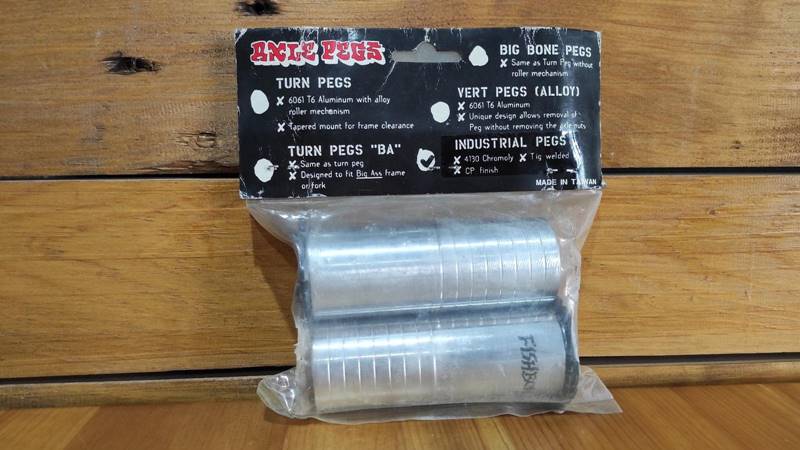 AXLE PEGS
BIG BONE PEGS
✘ Same as Turn Peg without
roller mechanism
TURN PEGS
✘ 6061 T6 Aluminum with alloy
roller mechanism
✘ Tapered mount for frame clearance
VERT PEGS (ALLOY)
✘ 6061 T6 Aluminum
✘ Unique design allows removal of
Peg without removing the axle nuts
TURN PEGS "BA"
✘ Same as turn peg
✘ Designed to fit Big Ass frame
or fork
INDUSTRIAL PEGS
✘ 4130 Chromoly ✘ Tig welded
✘ CP finish
MADE IN TAIWAN